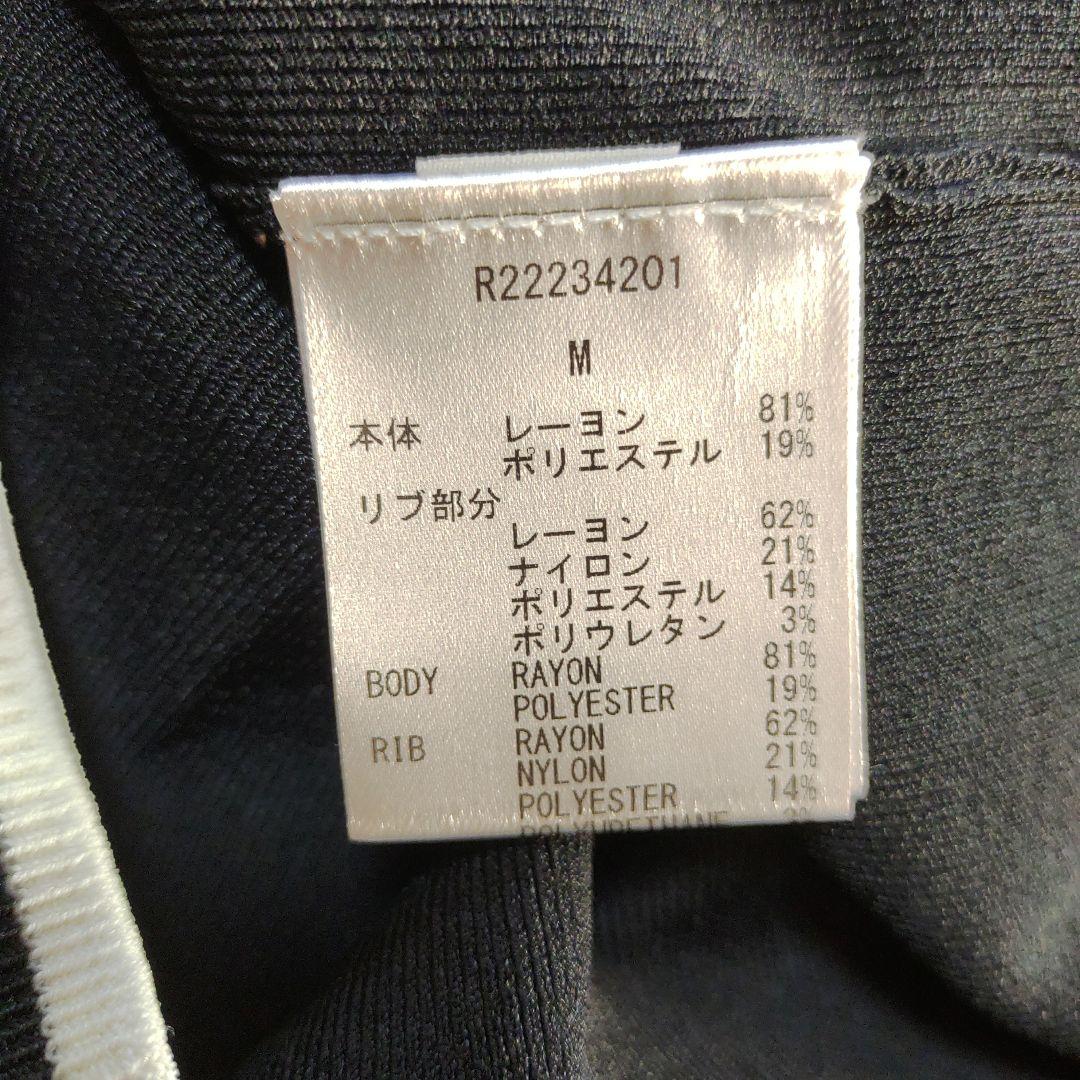 R22234201
M
本体 レーヨン 81%
ポリエステル 19%
リブ部分
レーヨン 62%
ナイロン 21%
ポリエステル 14%
ポリウレタン 3%
BODY RAYON 81%
POLYESTER 19%
RIB RAYON 62%
NYLON 21%
POLYESTER 14%
POLYURETHANE 3%